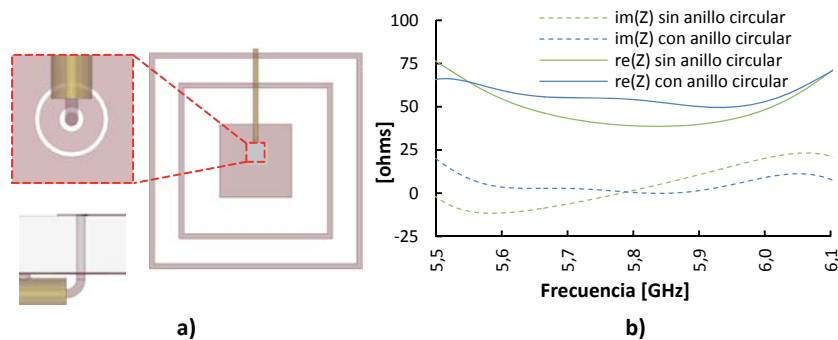 a)
100
75
50
25
0
-25
[ohms]
im(Z) sin anillo circular
im(Z) con anillo circular
re(Z) sin anillo circular
re(Z) con anillo circular
5,5
5,6
5,7
5,8
5,9
6,0
6,1
Frecuencia [GHz]
b)